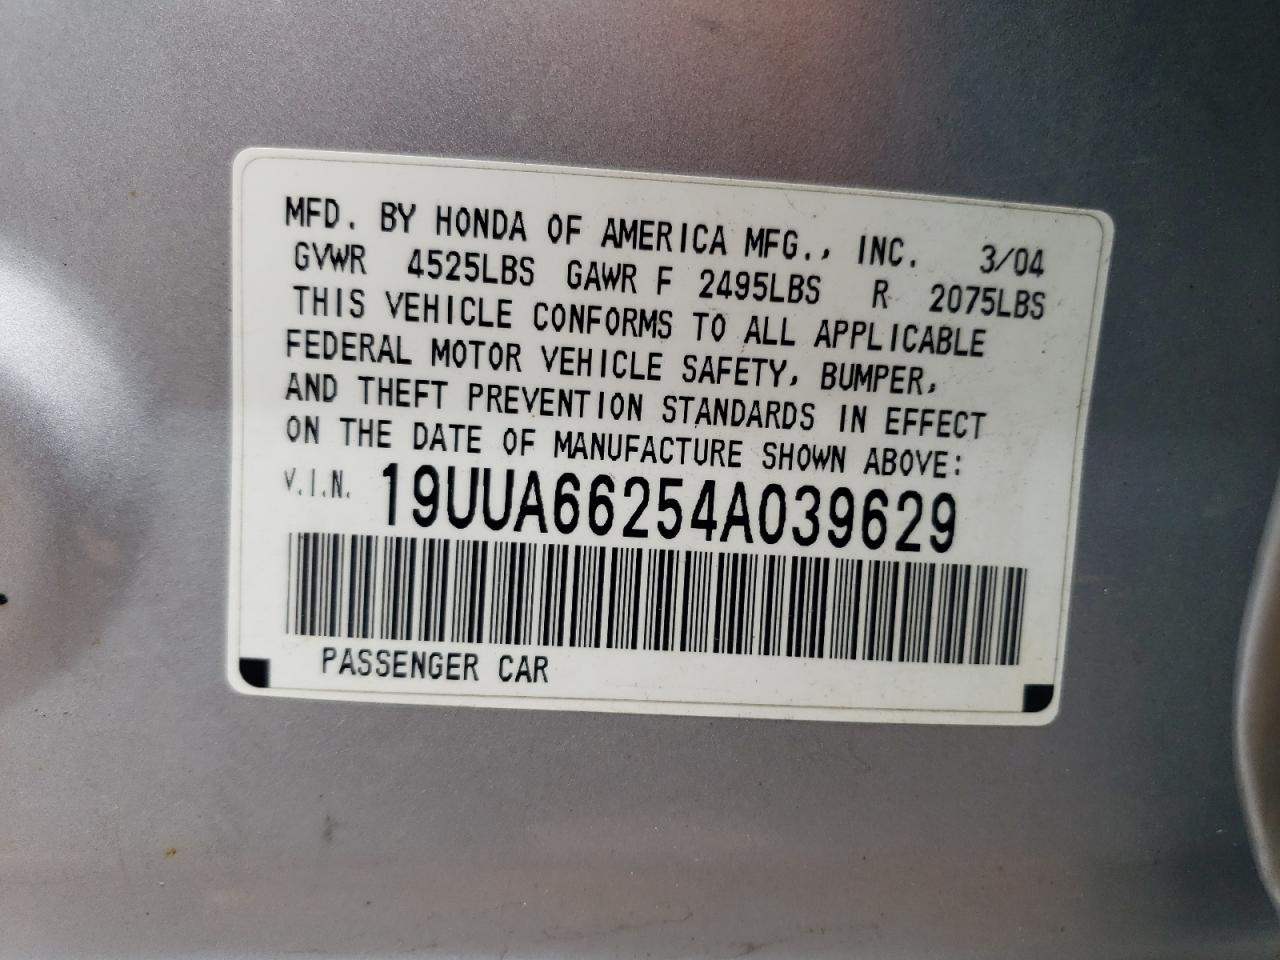 MFD. BY HONDA OF AMERICA MFG., INC. 3/04
GVWR 4525LBS GAWR F 2495LBS R 2075LBS
THIS VEHICLE CONFORMS TO ALL APPLICABLE
FEDERAL MOTOR VEHICLE SAFETY, BUMPER,
AND THEFT PREVENTION STANDARDS IN EFFECT
ON THE DATE OF MANUFACTURE SHOWN ABOVE:
V.I.N. 19UUA66254A039629
PASSENGER CAR